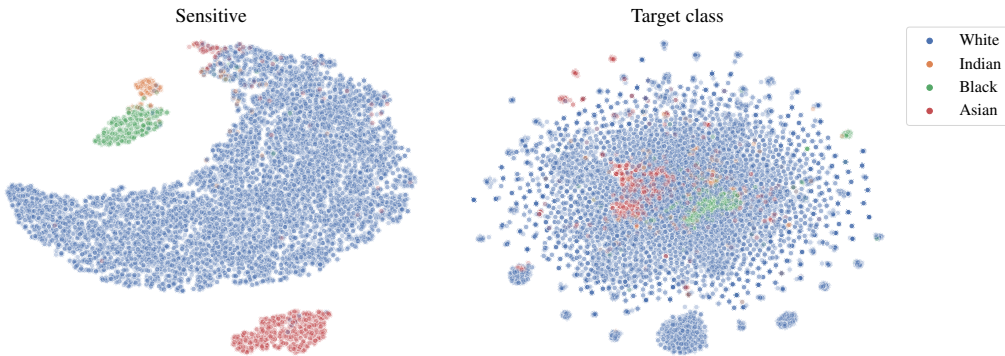 Sensitive
Target class
White
Indian
Black
Asian